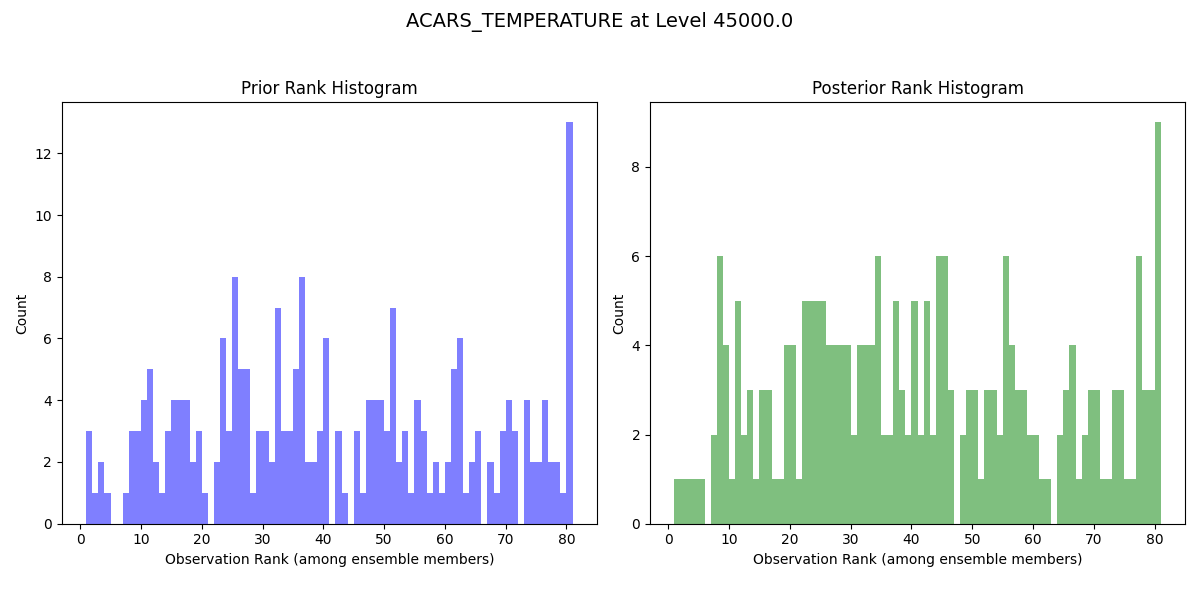 ACARS_TEMPERATURE at Level 45000.0
Prior Rank Histogram
Count
12
10
8
6
4
2
0
0 10 20 30 40 50 60 70 80
Observation Rank (among ensemble members)
Posterior Rank Histogram
Count
8
6
4
2
0
0 10 20 30 40 50 60 70 80
Observation Rank (among ensemble members)